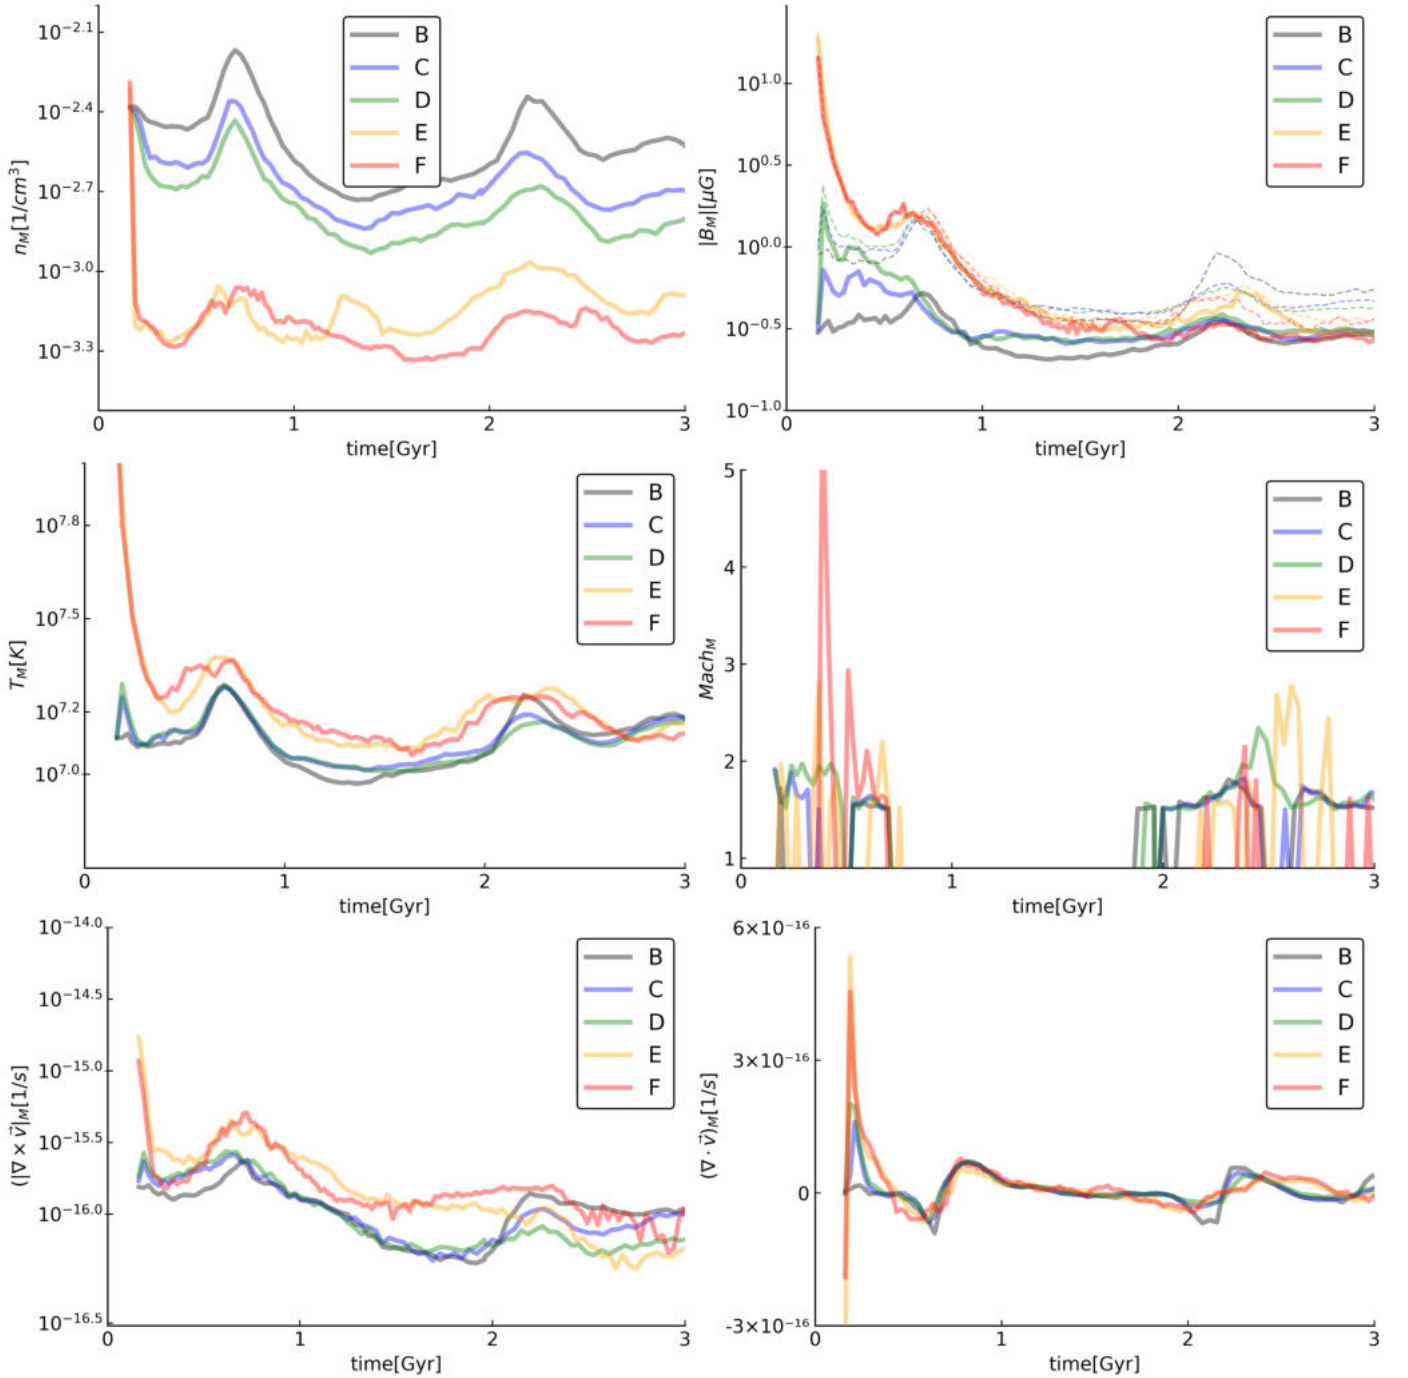 10^-2.1
10^-2.4
10^-2.7
10^-3.0
10^-3.3
n_M[1/cm^3]
0 1 2 3
time[Gyr]
B
C
D
E
F
10^1.0
10^0.5
10^0.0
10^-0.5
10^-1.0
|B_M|[μG]
0 1 2 3
time[Gyr]
B
C
D
E
F
10^7.8
10^7.5
10^7.2
10^7.0
T_M[K]
0 1 2 3
time[Gyr]
B
C
D
E
F
5
4
3
2
1
Mach_M
0 1 2 3
time[Gyr]
B
C
D
E
F
10^-14.0
10^-14.5
10^-15.0
10^-15.5
10^-16.0
10^-16.5
(|∇ × v⃗|_M[1/s]
0 1 2 3
time[Gyr]
B
C
D
E
F
6×10^-16
3×10^-16
0
-3×10^-16
(∇ · v⃗)_M[1/s]
0 1 2 3
time[Gyr]
B
C
D
E
F